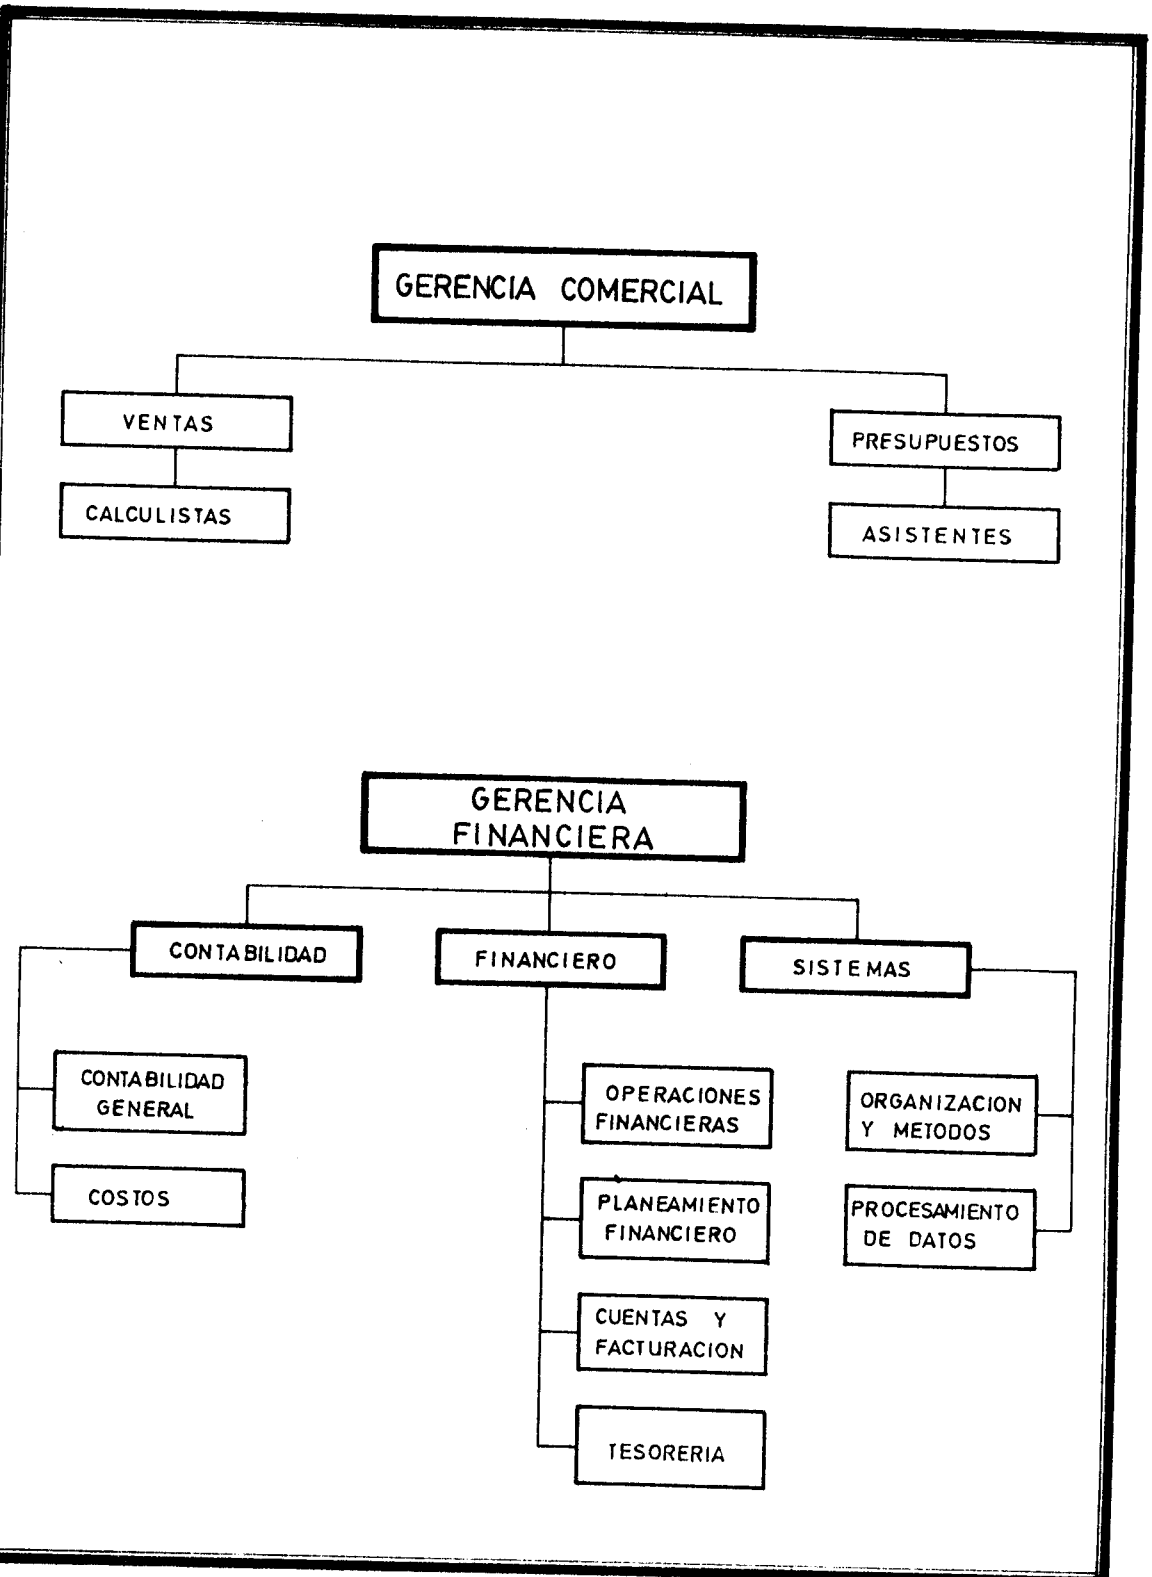 GERENCIA COMERCIAL
VENTAS
PRESUPUESTOS
CALCULISTAS
ASISTENTES
GERENCIA
FINANCIERA
CONTABILIDAD
FINANCIERO
SISTEMAS
CONTABILIDAD
GENERAL
COSTOS
OPERACIONES
FINANCIERAS
PLANEAMIENTO
FINANCIERO
CUENTAS Y
FACTURACION
TESORERIA
ORGANIZACION
Y METODOS
PROCESAMIENTO
DE DATOS